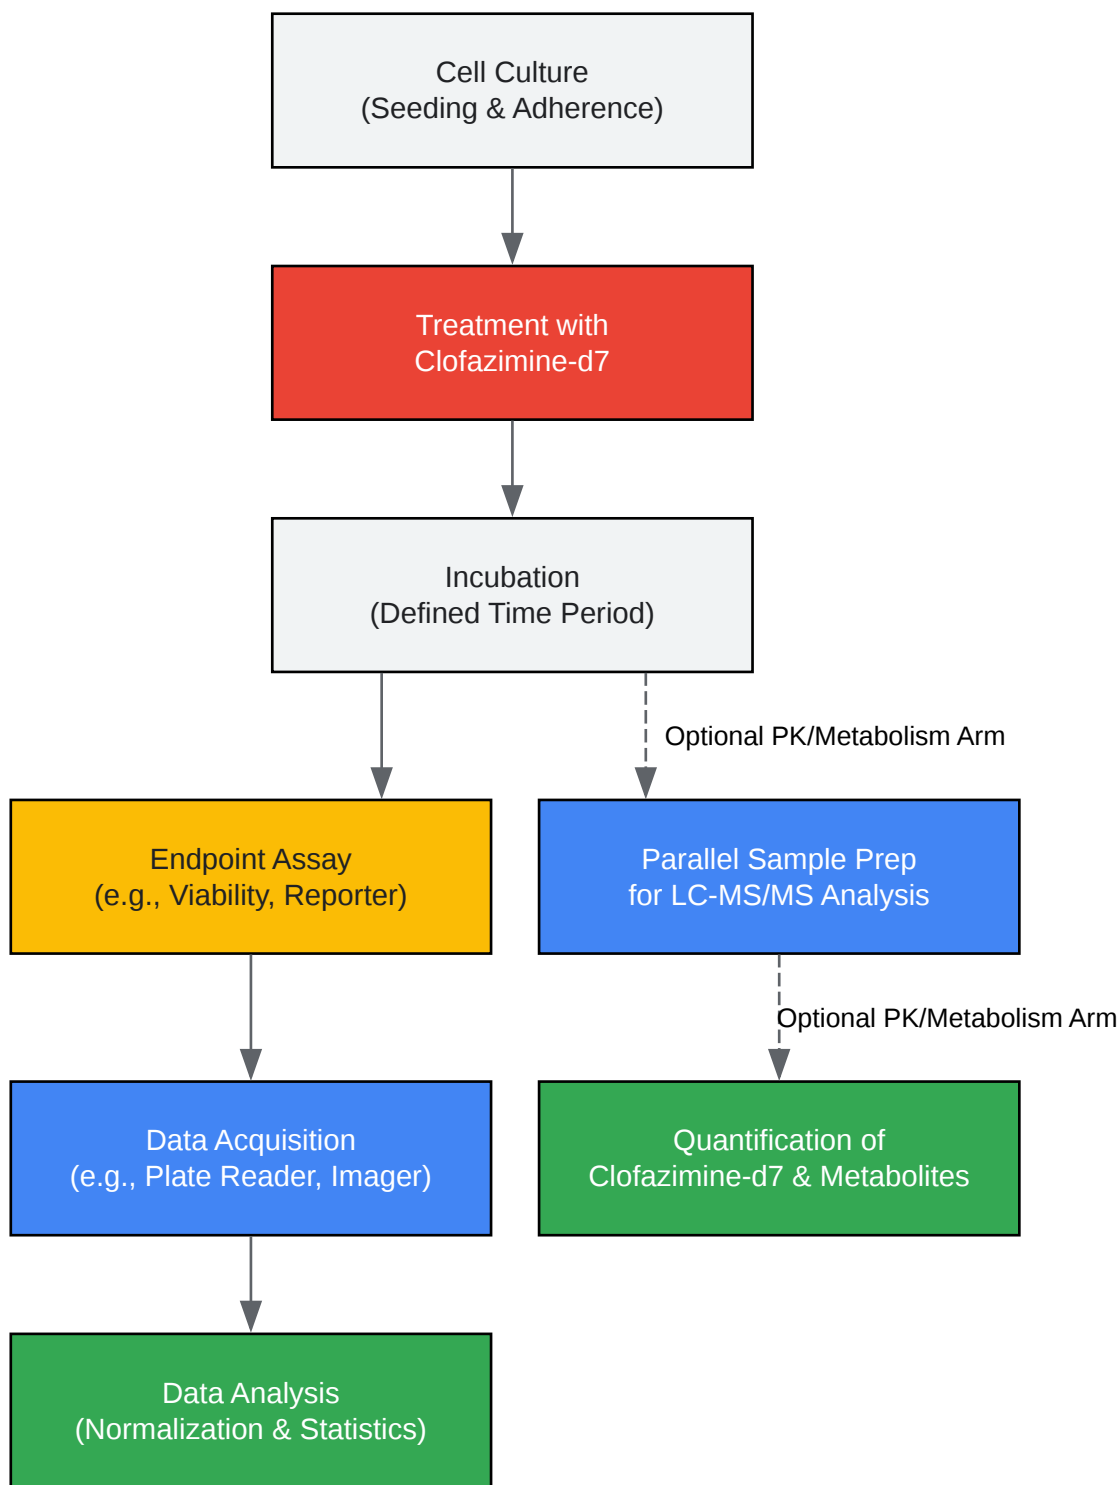 Cell Culture
(Seeding & Adherence)
Treatment with
Clofazimine-d7
Incubation
(Defined Time Period)
Optional PK/Metabolism Arm
Endpoint Assay
(e.g., Viability, Reporter)
Parallel Sample Prep
for LC-MS/MS Analysis
Optional PK/Metabolism Arm
Data Acquisition
(e.g., Plate Reader, Imager)
Quantification of
Clofazimine-d7 & Metabolites
Data Analysis
(Normalization & Statistics)